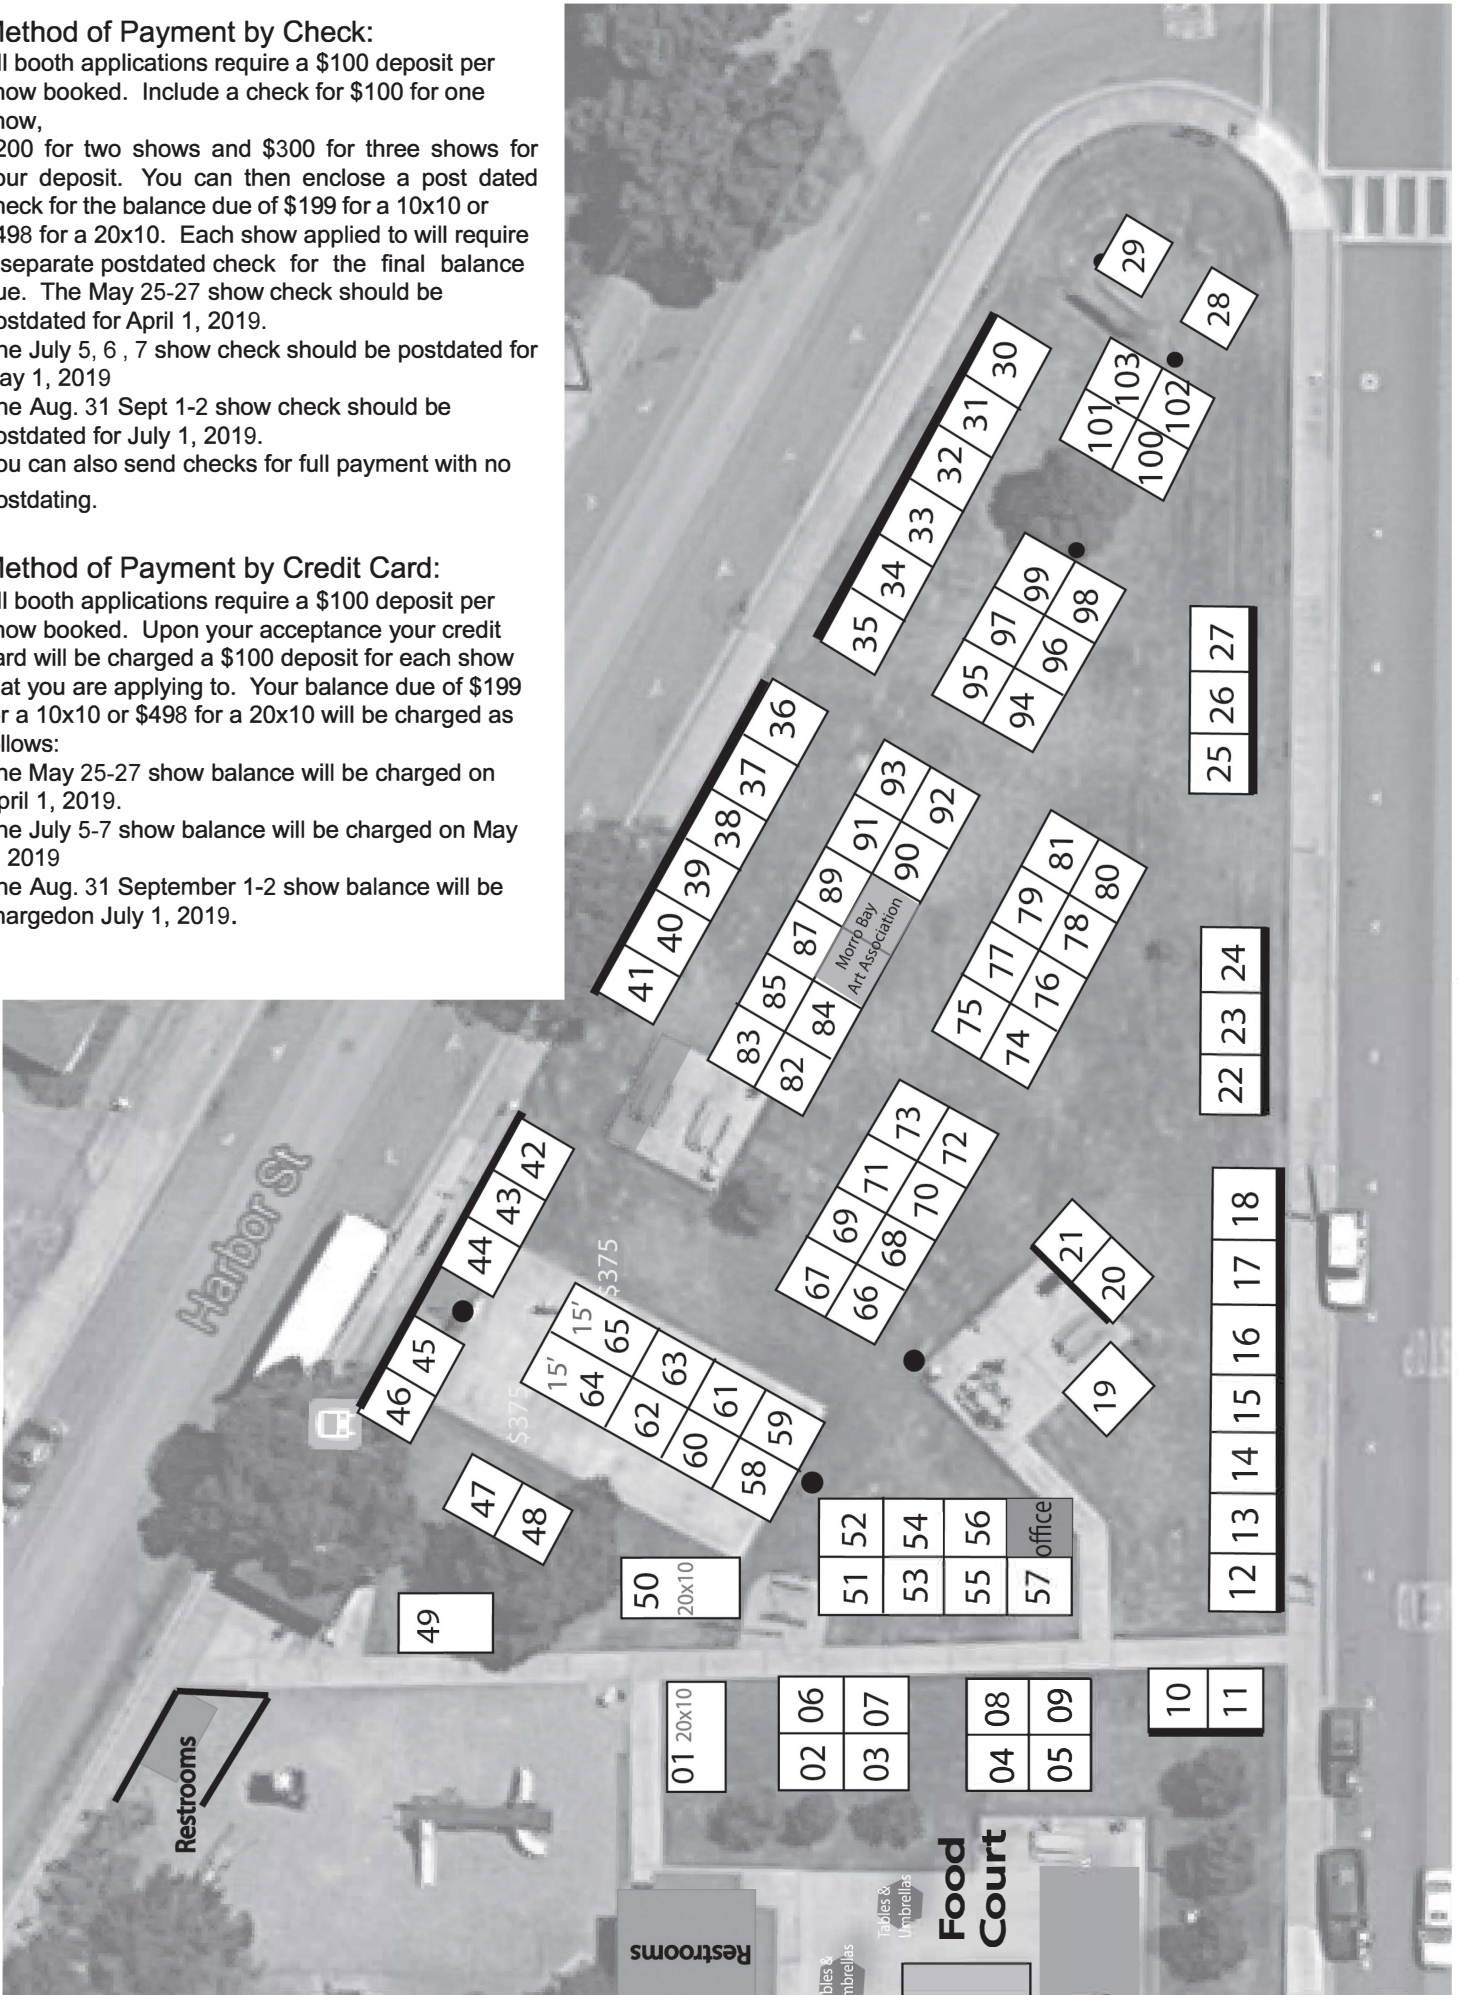 ethod of Payment by Check:
ll booth applications require a $100 deposit per
how booked. Include a check for $100 for one
how,
200 for two shows and $300 for three shows for
our deposit. You can then enclose a post dated
heck for the balance due of $199 for a 10x10 or
498 for a 20x10. Each show applied to will require
separate postdated check for the final balance
ue. The May 25-27 show check should be
ostdated for April 1, 2019.
he July 5, 6 , 7 show check should be postdated for
ay 1, 2019
he Aug. 31 Sept 1-2 show check should be
ostdated for July 1, 2019.
ou can also send checks for full payment with no
ostdating.
ethod of Payment by Credit Card:
ll booth applications require a $100 deposit per
how booked. Upon your acceptance your credit
ard will be charged a $100 deposit for each show
at you are applying to. Your balance due of $199
or a 10x10 or $498 for a 20x10 will be charged as
ollows:
he May 25-27 show balance will be charged on
pril 1, 2019.
he July 5-7 show balance will be charged on May
2019
he Aug. 31 September 1-2 show balance will be
hargedon July 1, 2019.
29
28
30
31
32
33
34
35
103
102
101
100
99
98
97
96
95
94
27
26
25
36
37
38
39
40
41
93
92
91
90
89
87
Morro Bay
Art Association
85
84
83
82
81
80
79
78
77
76
75
74
24
23
22
Harbor St
42
43
44
45
46
73
72
71
70
69
68
67
66
21
20
19
18
17
16
15
14
13
12
$375
$375
15'
65
15'
64
63
62
61
60
59
58
47
48
49
50
20x10
52
54
56
office
51
53
55
57
01 20x10
06
07
02
03
08
09
04
05
10
11
Restrooms
Restrooms
Food
Court
Tables &
Umbrellas
bles &
mbrellas